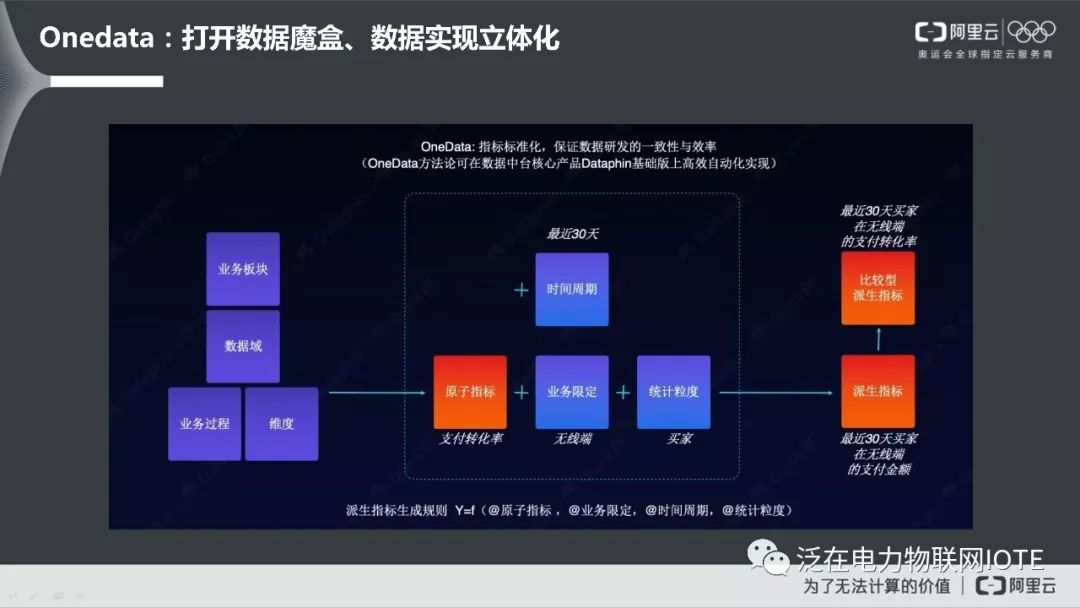 Onedata：打开数据魔盒、数据实现立体化
阿里云
奥运会全球指定云服务商
OneData: 指标标准化，保证数据研发的一致性与效率
（OneData方法论可在数据中台核心产品Dataphin基础版上高效自动化实现）
业务板块
数据域
业务过程
维度
最近30天
+
时间周期
原子指标
+
业务限定
+
统计粒度
支付转化率
无线端
买家
最近30天买家
在无线端
的支付转化率
比较型
派生指标
派生指标
最近30天买家
在无线端
的支付金额
派生指标生成规则 Y=f（@原子指标 ，@业务限定，@时间周期，@统计粒度）
泛在电力物联网IOTE
为了无法计算的价值 | 阿里云